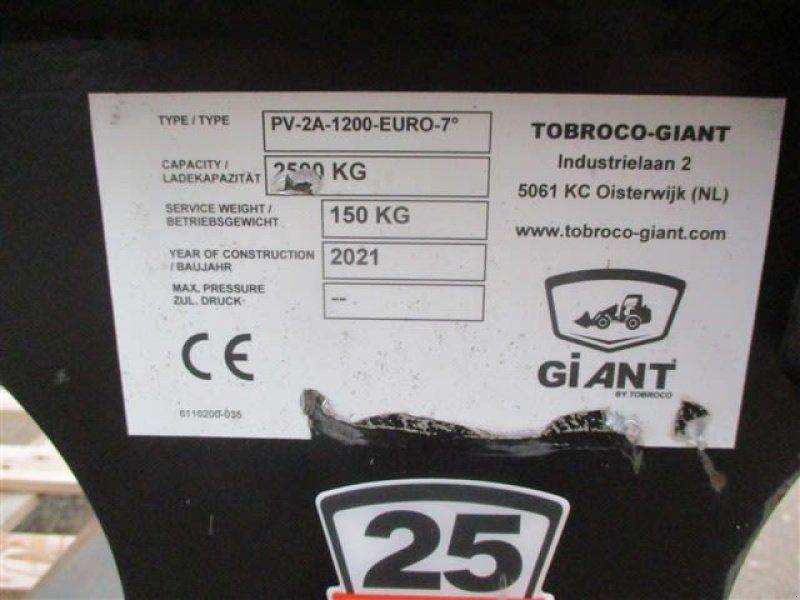 TYPE / TYPE PV-2A-1200-EURO-7°
CAPACITY / LADEKAPAZITÄT 2500 KG
SERVICE WEIGHT / BETRIEBSGEWICHT 150 KG
YEAR OF CONSTRUCTION / BAUJAHR 2021
MAX. PRESSURE ZUL. DRUCK --
CE
6110200-035
TOBROCO-GIANT
Industrielaan 2
5061 KC Oisterwijk (NL)
www.tobroco-giant.com
GiANT
BY TOBROCO
25